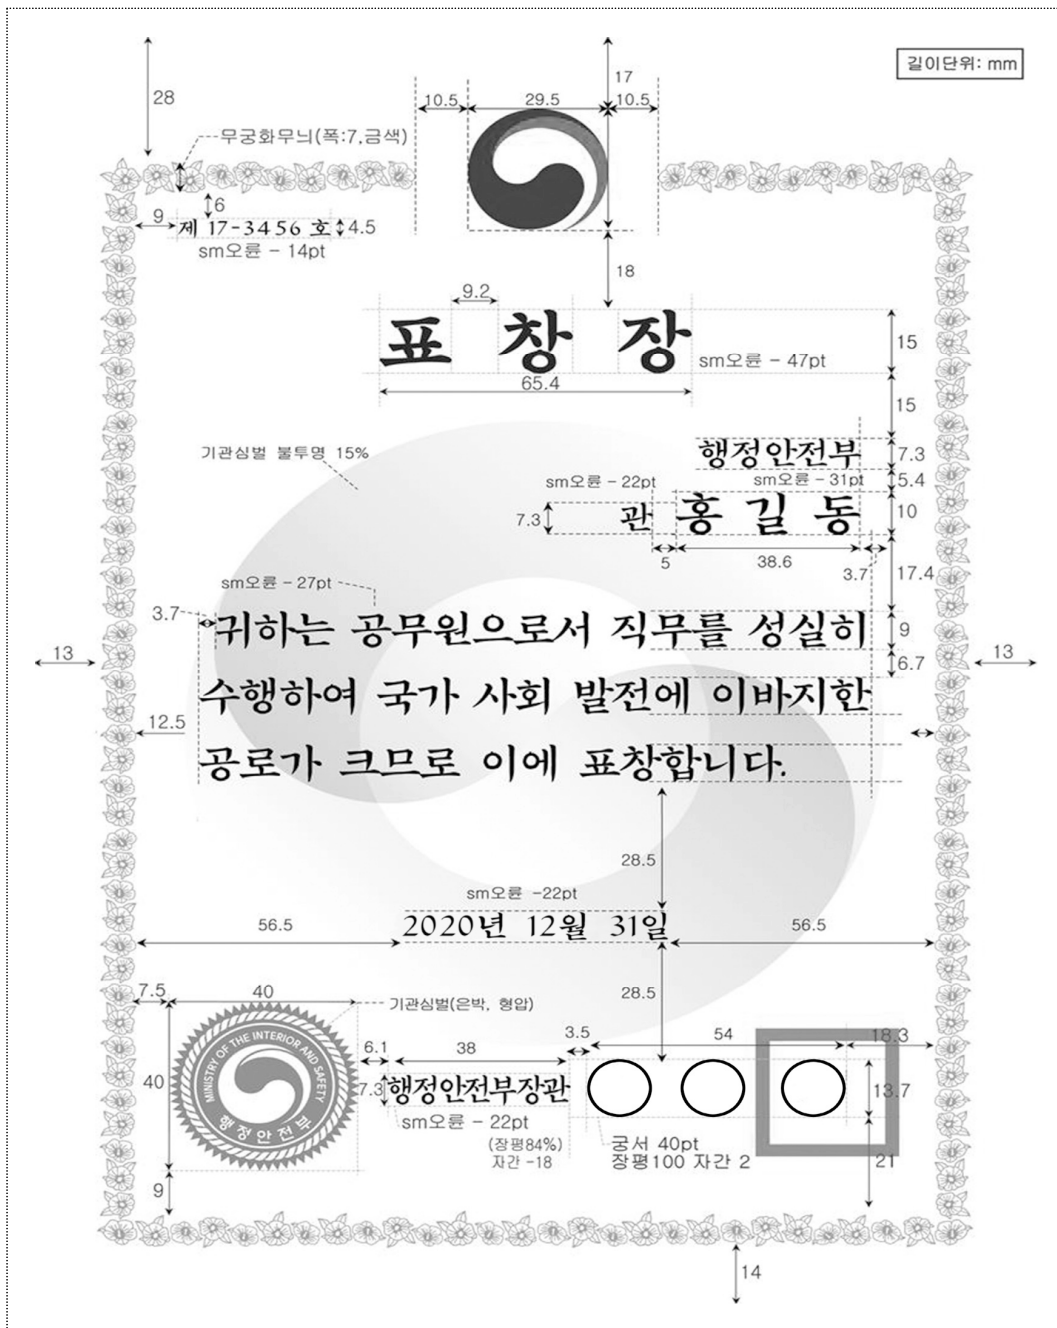 길이단위: mm
17
28
10.5
29.5
10.5
무궁화무늬(폭:7,금색)
6
9
제 17-3456 호
4.5
sm오륜 - 14pt
18
9.2
표 창 장
15
sm오륜 - 47pt
65.4
15
기관심벌 불투명 15%
행정안전부
7.3
sm오륜 - 22pt
sm오륜 - 31pt
5.4
7.3
관 홍 길 동
10
5
38.6
3.7
17.4
sm오륜 - 27pt
3.7
귀하는 공무원으로서 직무를 성실히
9
13
13
6.7
수행하여 국가 사회 발전에 이바지한
12.5
공로가 크므로 이에 표창합니다.
28.5
sm오륜 -22pt
56.5
2020년 12월 31일
56.5
7.5
40
기관심벌(은박, 형압)
28.5
3.5
54
18.3
6.1
38
MINISTRY OF THE INTERIOR AND SAFETY
행정안전부
40
7.3
행정안전부장관
○ ○ ○
13.7
sm오륜 - 22pt
(장평84%)
자간 -18
궁서 40pt
장평100 자간 2
21
9
14